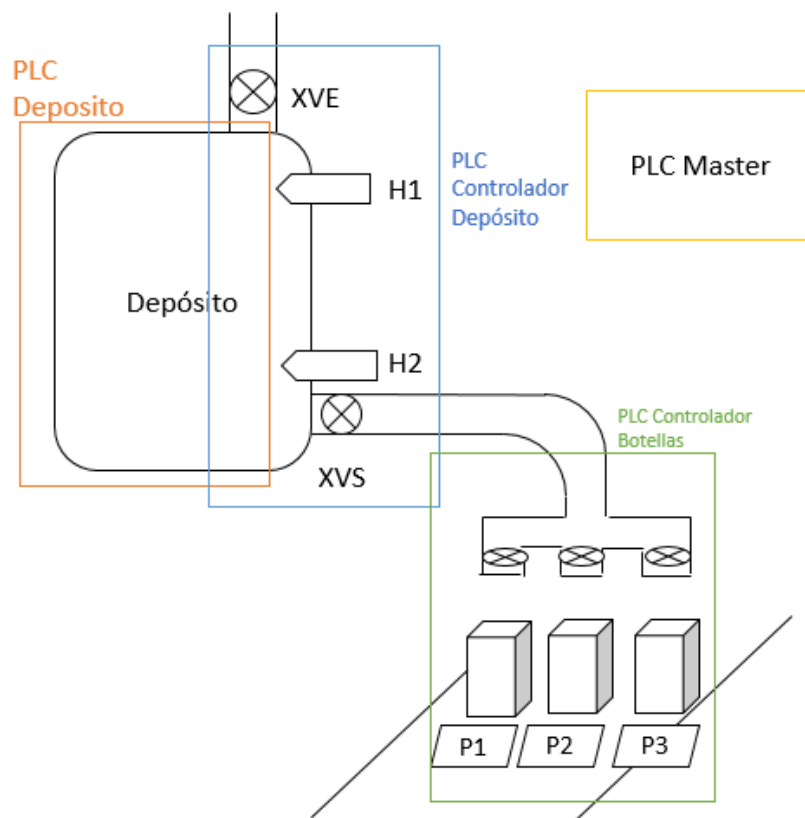 PLC
Deposito
XVE
H1
PLC
Controlador
Depósito
PLC Master
Depósito
H2
PLC Controlador
Botellas
XVS
P1
P2
P3